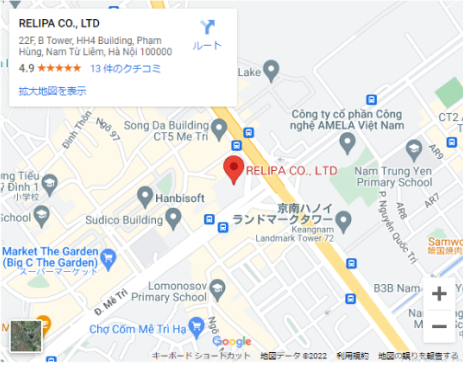 RELIPA CO., LTD
22F, B Tower, HH4 Building, Pham
Hùng, Nam Từ Liêm, Hà Nội 100000
4.9 ★★★★★ 13 件のクチコミ
拡大地図を表示
ルート
Lake
Đình Thôn
Ngõ 97
Song Da Building
CT5 Me Tri
Công ty cổ phần Công
nghệ AMELA Việt Nam
CT2
AR9
RELIPA CO., LTD
Nam Trung Yen
Primary School
ng Tiểu
Đình 1
小学校
Hanbisoft
AR8
AR7
P. Nguyễn Quốc Trị
School
Sudico Building
京南ハノイ
ランドマークタワー
Keangnam
Landmark Tower 72
Samwo
韓国焼肉
Market The Garden
(Big C The Garden)
スーパーマーケット
Đ. Mễ Trì
Lomonosov
Primary School
B3B Nam
Chợ Cốm Mễ Trì Hạ
Google
+
−
キーボード ショートカット 地図データ ©2022 利用規約 地図の誤りを報告する